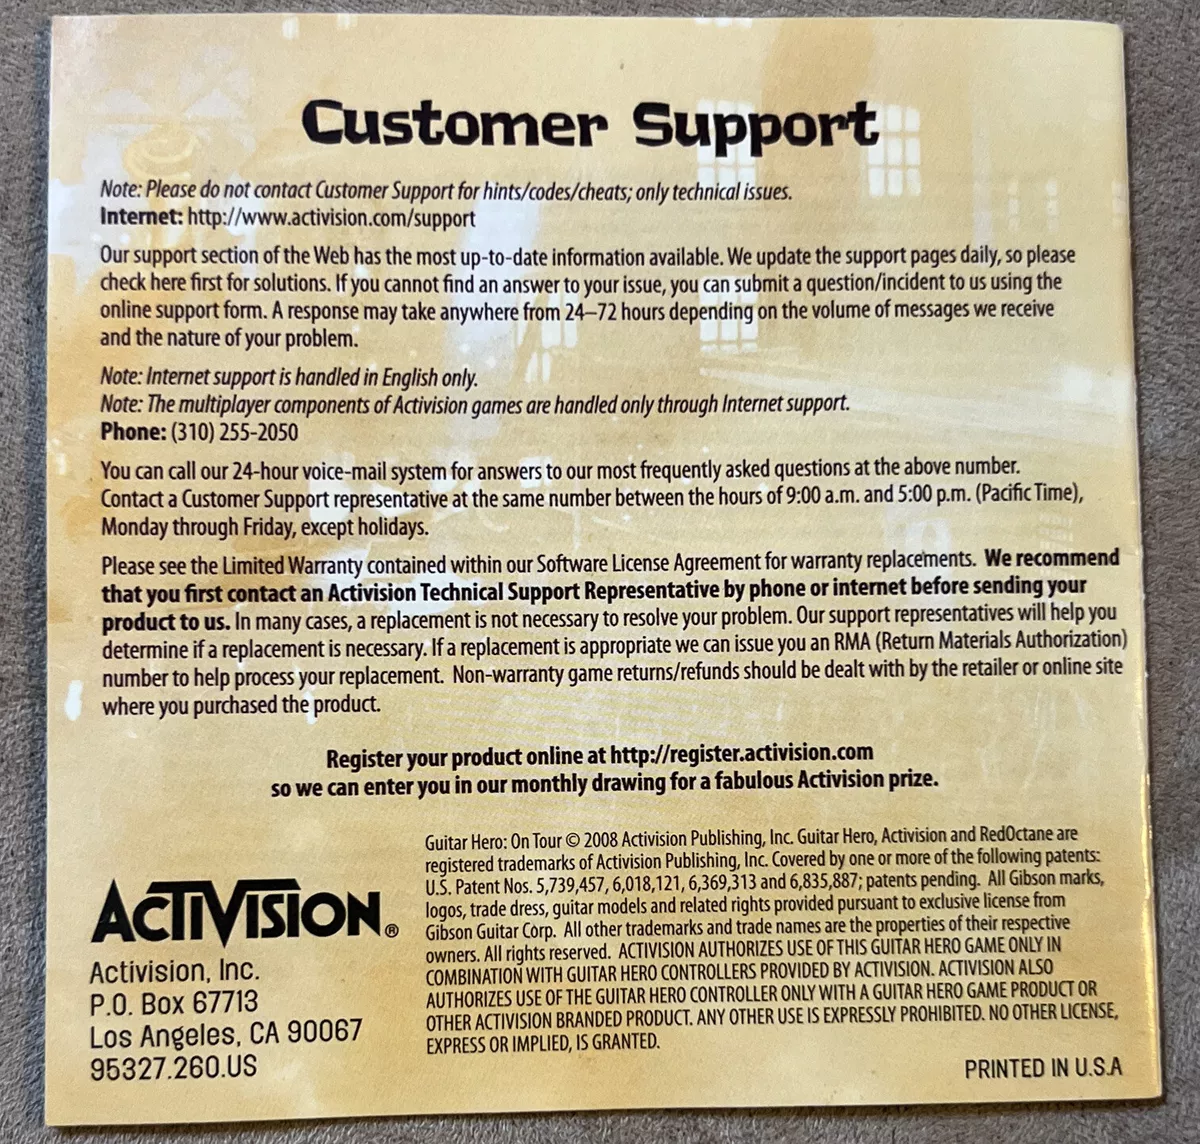 Customer Support
Note: Please do not contact Customer Support for hints/codes/cheats; only technical issues.
Internet: http://www.activision.com/support
Our support section of the Web has the most up-to-date information available. We update the support pages daily, so please
check here first for solutions. If you cannot find an answer to your issue, you can submit a question/incident to us using the
online support form. A response may take anywhere from 24–72 hours depending on the volume of messages we receive
and the nature of your problem.
Note: Internet support is handled in English only.
Note: The multiplayer components of Activision games are handled only through Internet support.
Phone: (310) 255-2050
You can call our 24-hour voice-mail system for answers to our most frequently asked questions at the above number.
Contact a Customer Support representative at the same number between the hours of 9:00 a.m. and 5:00 p.m. (Pacific Time),
Monday through Friday, except holidays.
Please see the Limited Warranty contained within our Software License Agreement for warranty replacements. We recommend
that you first contact an Activision Technical Support Representative by phone or internet before sending your
product to us. In many cases, a replacement is not necessary to resolve your problem. Our support representatives will help you
determine if a replacement is necessary. If a replacement is appropriate we can issue you an RMA (Return Materials Authorization)
number to help process your replacement. Non-warranty game returns/refunds should be dealt with by the retailer or online site
where you purchased the product.
Register your product online at http://register.activision.com
so we can enter you in our monthly drawing for a fabulous Activision prize.
ACTIVISION®
Activision, Inc.
P.O. Box 67713
Los Angeles, CA 90067
95327.260.US
Guitar Hero: On Tour © 2008 Activision Publishing, Inc. Guitar Hero, Activision and RedOctane are
registered trademarks of Activision Publishing, Inc. Covered by one or more of the following patents:
U.S. Patent Nos. 5,739,457, 6,018,121, 6,369,313 and 6,835,887; patents pending. All Gibson marks,
logos, trade dress, guitar models and related rights provided pursuant to exclusive license from
Gibson Guitar Corp. All other trademarks and trade names are the properties of their respective
owners. All rights reserved. ACTIVISION AUTHORIZES USE OF THIS GUITAR HERO GAME ONLY IN
COMBINATION WITH GUITAR HERO CONTROLLERS PROVIDED BY ACTIVISION. ACTIVISION ALSO
AUTHORIZES USE OF THE GUITAR HERO CONTROLLER ONLY WITH A GUITAR HERO GAME PRODUCT OR
OTHER ACTIVISION BRANDED PRODUCT. ANY OTHER USE IS EXPRESSLY PROHIBITED. NO OTHER LICENSE,
EXPRESS OR IMPLIED, IS GRANTED.
PRINTED IN U.S.A